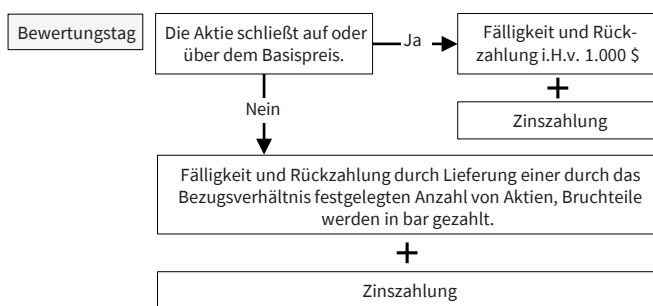 Bewertungstag
Die Aktie schließt auf oder
über dem Basispreis.
Ja
Fälligkeit und Rück-
zahlung i.H.v. 1.000 $
+
Zinszahlung
Nein
Fälligkeit und Rückzahlung durch Lieferung einer durch das
Bezugsverhältnis festgelegten Anzahl von Aktien, Bruchteile
werden in bar gezahlt.
+
Zinszahlung